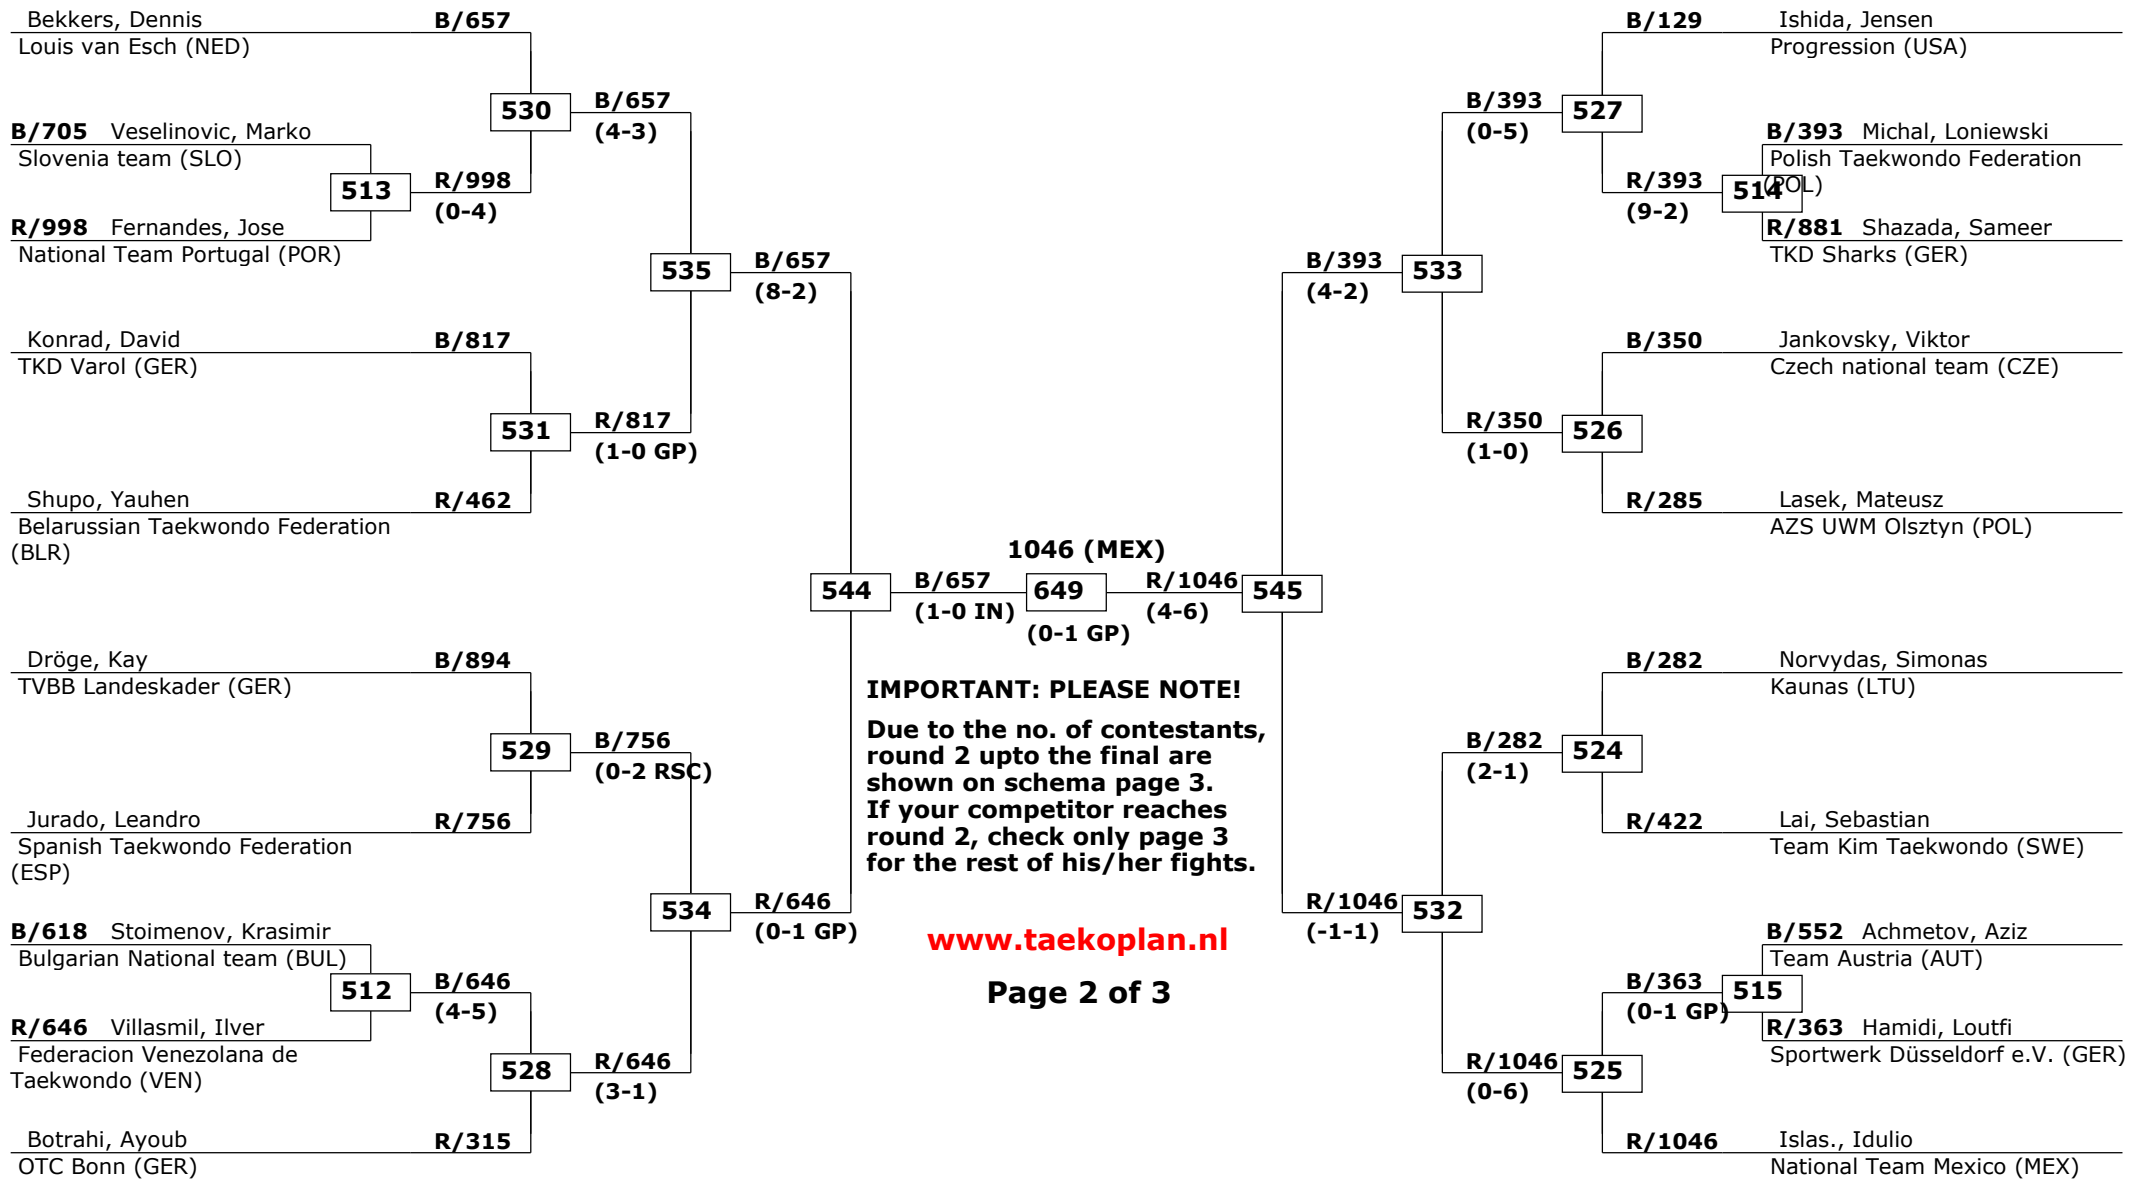 Bekkers, Dennis
B/657
Louis van Esch (NED)
530
B/657
(4-3)
B/705 Veselinovic, Marko
Slovenia team (SLO)
513
R/998
(0-4)
R/998 Fernandes, Jose
National Team Portugal (POR)
535
B/657
(8-2)
Konrad, David
B/817
TKD Varol (GER)
531
R/817
(1-0 GP)
Shupo, Yauhen
R/462
Belarussian Taekwondo Federation
(BLR)
544
B/657
(1-0 IN)
Dröge, Kay
B/894
TVBB Landeskader (GER)
529
B/756
(0-2 RSC)
Jurado, Leandro
R/756
Spanish Taekwondo Federation
(ESP)
534
R/646
(0-1 GP)
B/618 Stoimenov, Krasimir
Bulgarian National team (BUL)
512
B/646
(4-5)
R/646 Villasmil, Ilver
Federacion Venezolana de
Taekwondo (VEN)
528
R/646
(3-1)
Botrahi, Ayoub
R/315
OTC Bonn (GER)
1046 (MEX)
649
(0-1 GP)
IMPORTANT: PLEASE NOTE!
Due to the no. of contestants,
round 2 upto the final are
shown on schema page 3.
If your competitor reaches
round 2, check only page 3
for the rest of his/her fights.
www.taekoplan.nl
Page 2 of 3
B/129
Ishida, Jensen
Progression (USA)
B/393
(0-5)
527
B/393 Michal, Loniewski
Polish Taekwondo Federation
(POL)
R/393
(9-2)
514
R/881 Shazada, Sameer
TKD Sharks (GER)
B/393
(4-2)
533
B/350
Jankovsky, Viktor
Czech national team (CZE)
R/350
(1-0)
526
R/285
Lasek, Mateusz
AZS UWM Olsztyn (POL)
R/1046
(4-6)
545
B/282
Norvydas, Simonas
Kaunas (LTU)
B/282
(2-1)
524
R/422
Lai, Sebastian
Team Kim Taekwondo (SWE)
R/1046
(-1-1)
532
B/552 Achmetov, Aziz
Team Austria (AUT)
B/363
(0-1 GP)
515
R/363 Hamidi, Loutfi
Sportwerk Düsseldorf e.V. (GER)
R/1046
(0-6)
525
R/1046
Islas., Idulio
National Team Mexico (MEX)